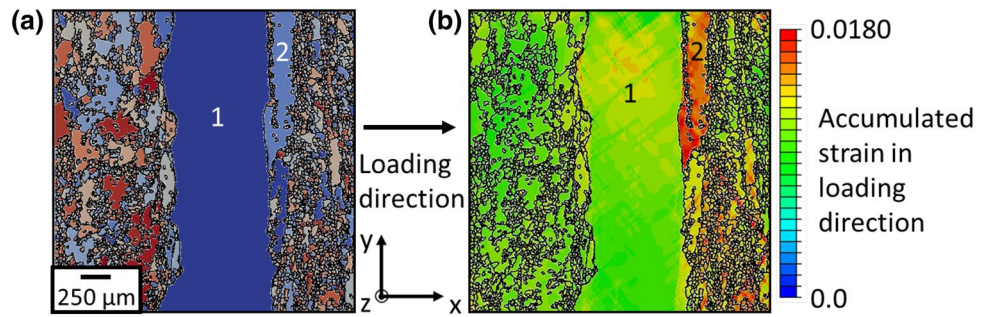 (a)
1
2
250 μm
Loading
direction
y
z
x
(b)
1
2
0.0180
Accumulated
strain in
loading
direction
0.0